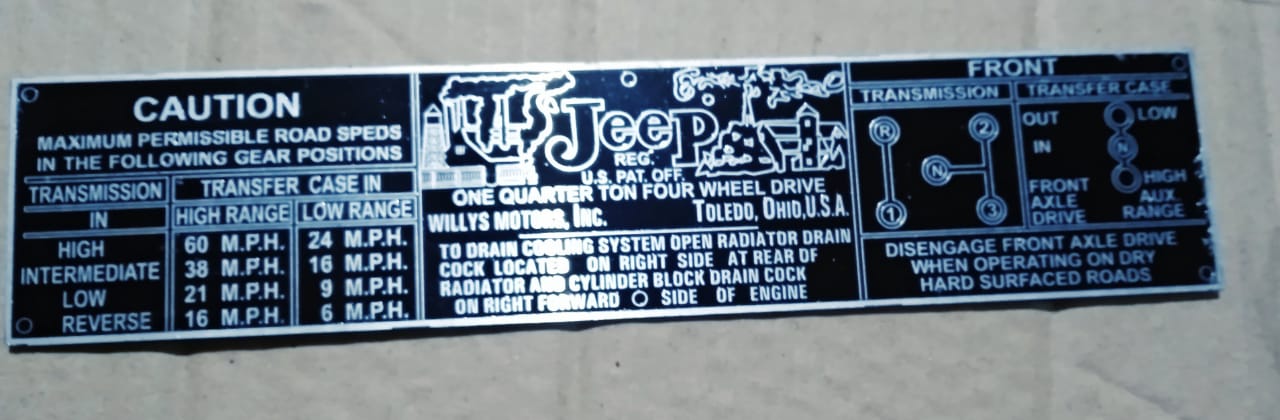 CAUTION
MAXIMUM PERMISSIBLE ROAD SPEDS
IN THE FOLLOWING GEAR POSITIONS
TRANSMISSION TRANSFER CASE IN
IN HIGH RANGE LOW RANGE
HIGH 60 M.P.H. 24 M.P.H.
INTERMEDIATE 38 M.P.H. 16 M.P.H.
LOW 21 M.P.H. 9 M.P.H.
REVERSE 16 M.P.H. 6 M.P.H.
Jeep
REG.
U.S. PAT. OFF.
ONE QUARTER TON FOUR WHEEL DRIVE
WILLYS MOTORS, INC. TOLEDO, OHIO, U.S.A.
TO DRAIN COOLING SYSTEM OPEN RADIATOR DRAIN
COCK LOCATED ON RIGHT SIDE AT REAR OF
RADIATOR AND CYLINDER BLOCK DRAIN COCK
ON RIGHT FORWARD SIDE OF ENGINE
FRONT
TRANSMISSION TRANSFER CASE
R 2
N
1 3
OUT LOW
IN N
FRONT HIGH
AXLE AUX.
DRIVE RANGE
DISENGAGE FRONT AXLE DRIVE
WHEN OPERATING ON DRY
HARD SURFACED ROADS